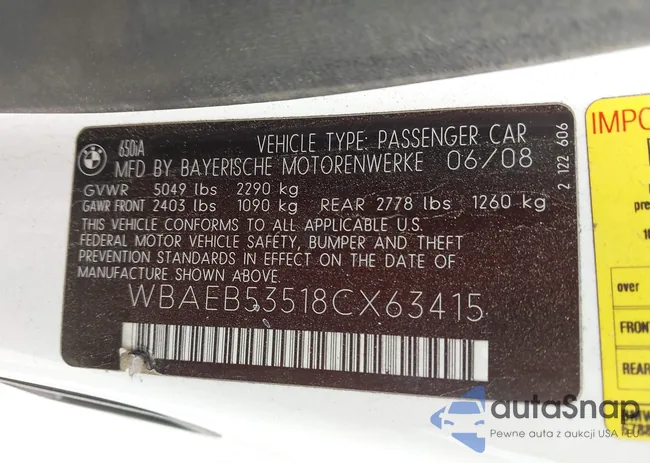 BMW
650iA
VEHICLE TYPE: PASSENGER CAR
MFD BY BAYERISCHE MOTORENWERKE 06/08
GVWR 5049 lbs 2290 kg
GAWR FRONT 2403 lbs 1090 kg REAR 2778 lbs 1260 kg
THIS VEHICLE CONFORMS TO ALL APPLICABLE U.S.
FEDERAL MOTOR VEHICLE SAFETY, BUMPER AND THEFT
PREVENTION STANDARDS IN EFFECT ON THE DATE OF
MANUFACTURE SHOWN ABOVE.
WBAEB53518CX63415
2 122 606
over
FRON
REAR
autaSnap
Pewne auta z aukcji USA i EU